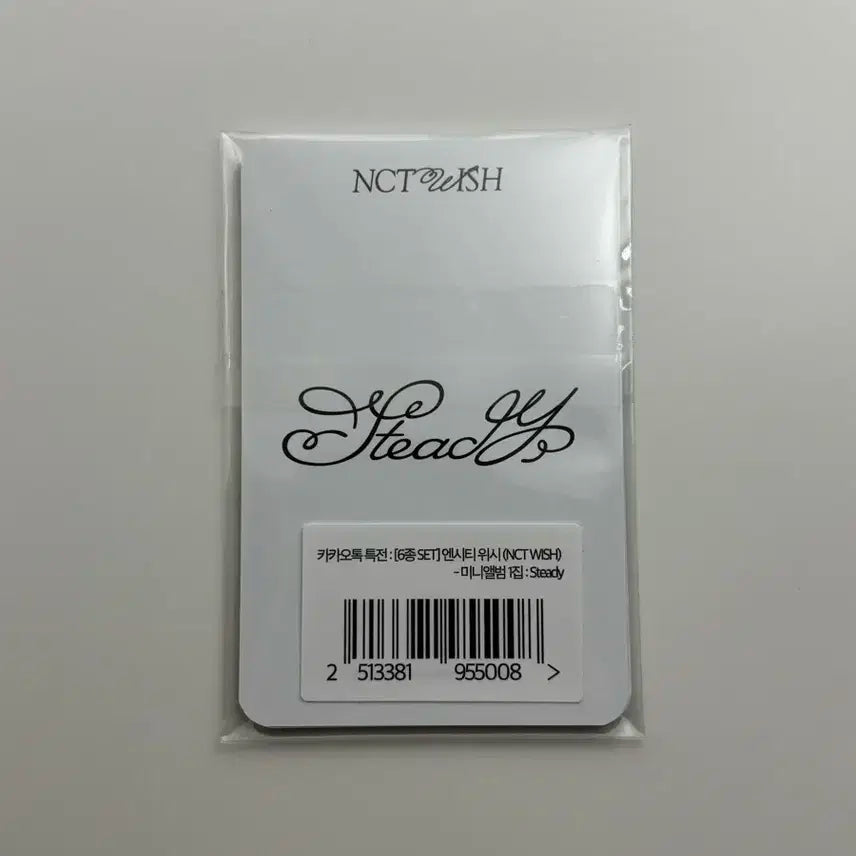 NCT WISH
Steady
카카오톡 특전 : [6종 SET] 엔시티 위시 (NCT WISH)
- 미니앨범 1집 : Steady
2 513381 955008 >